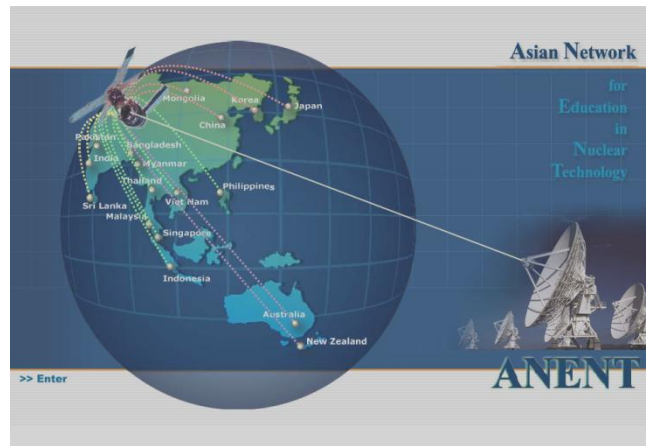 Asian Network
for
Education
in
Nuclear
Technology
Mongolia
Korea
Japan
China
Pakistan
India
Bangladesh
Myanmar
Thailand
Viet Nam
Philippines
Sri Lanka
Malaysia
Singapore
Indonesia
Australia
New Zealand
>> Enter
ANENT